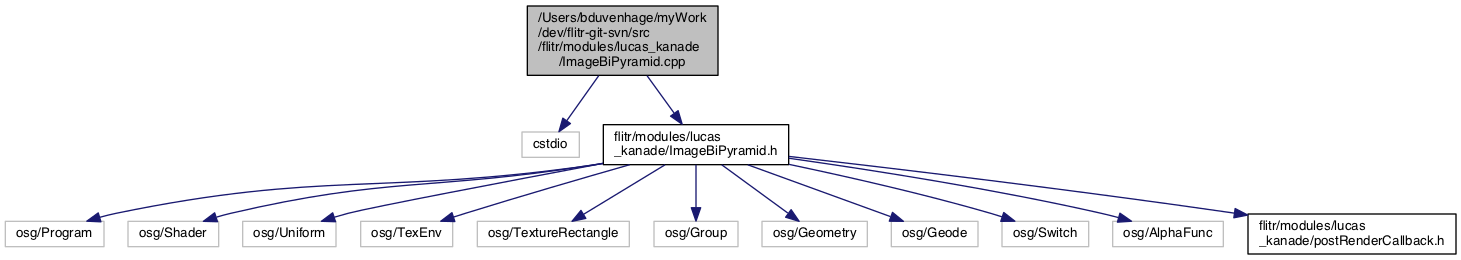 /Users/bduvenhage/myWork
/dev/flitr-git-svn/src
/flitr/modules/lucas_kanade
/ImageBiPyramid.cpp
cstdio
flitr/modules/lucas
_kanade/ImageBiPyramid.h
osg/Program
osg/Shader
osg/Uniform
osg/TexEnv
osg/TextureRectangle
osg/Group
osg/Geometry
osg/Geode
osg/Switch
osg/AlphaFunc
flitr/modules/lucas
_kanade/postRenderCallback.h